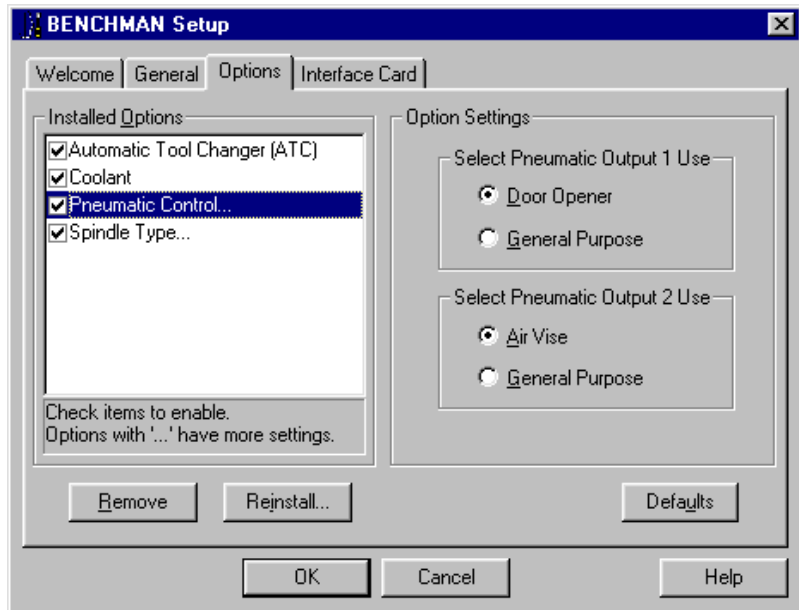 BENCHMAN Setup
Welcome General Options Interface Card
Installed Options
Automatic Tool Changer (ATC)
Coolant
Pneumatic Control...
Spindle Type...
Check items to enable.
Options with '...' have more settings.
Option Settings
Select Pneumatic Output 1 Use
Door Opener
General Purpose
Select Pneumatic Output 2 Use
Air Vise
General Purpose
Remove Reinstall... Defaults
OK Cancel Help